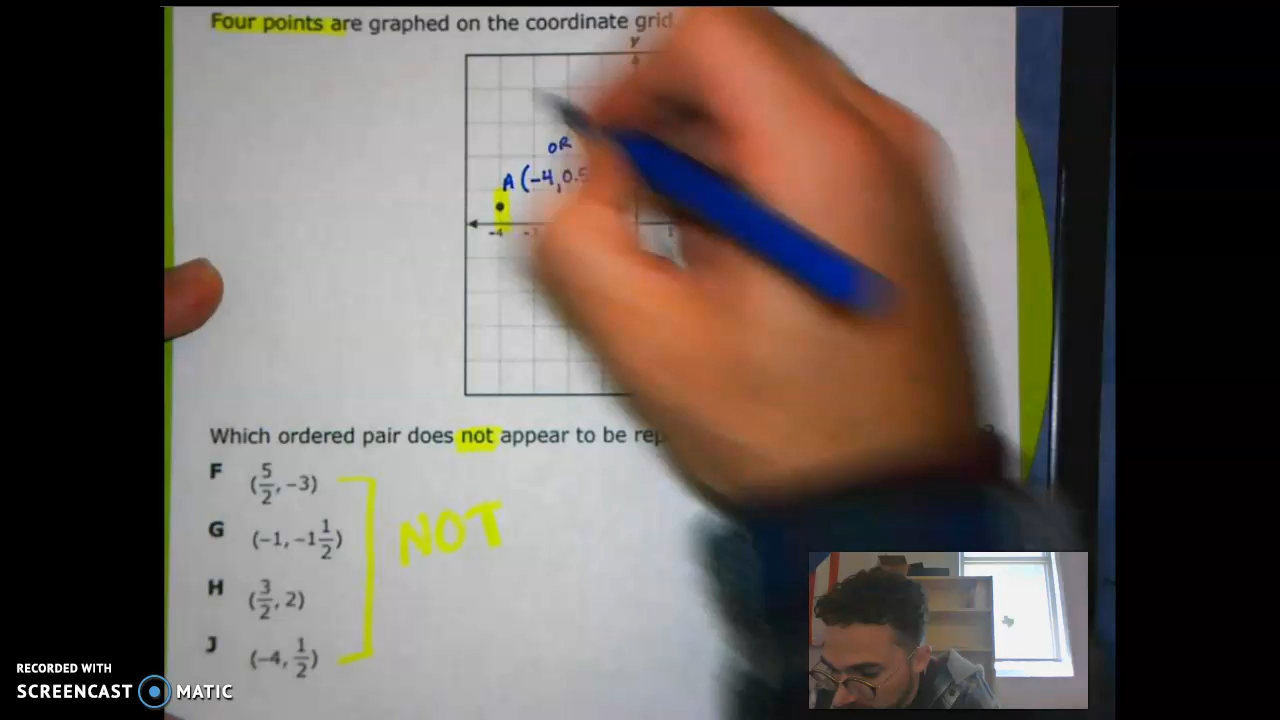 Four points are graphed on the coordinate grid.
y
OR
A (-4,0.5
-4
Which ordered pair does not appear to be rep
F (5/2, -3)
G (-1, -1 1/2)
H (3/2, 2)
J (-4, 1/2)
NOT
RECORDED WITH
SCREENCAST MATIC